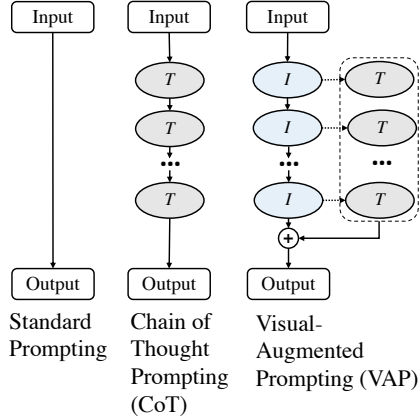 Input
Input
Input
T
I
T
T
I
T
...
...
...
T
I
T
+
Output
Output
Output
Standard
Prompting
Chain of
Thought
Prompting
(CoT)
Visual-
Augmented
Prompting (VAP)